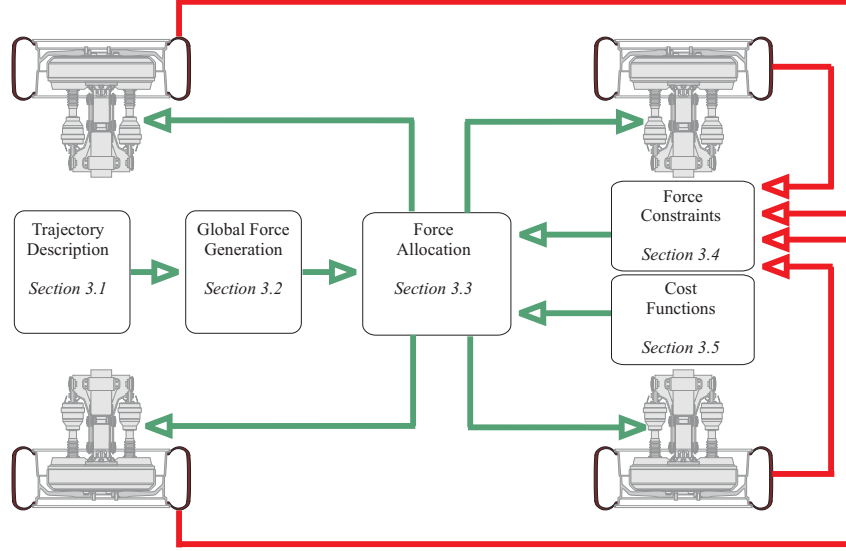 Trajectory
Description
Section 3.1
Global Force
Generation
Section 3.2
Force
Allocation
Section 3.3
Force
Constraints
Section 3.4
Cost
Functions
Section 3.5